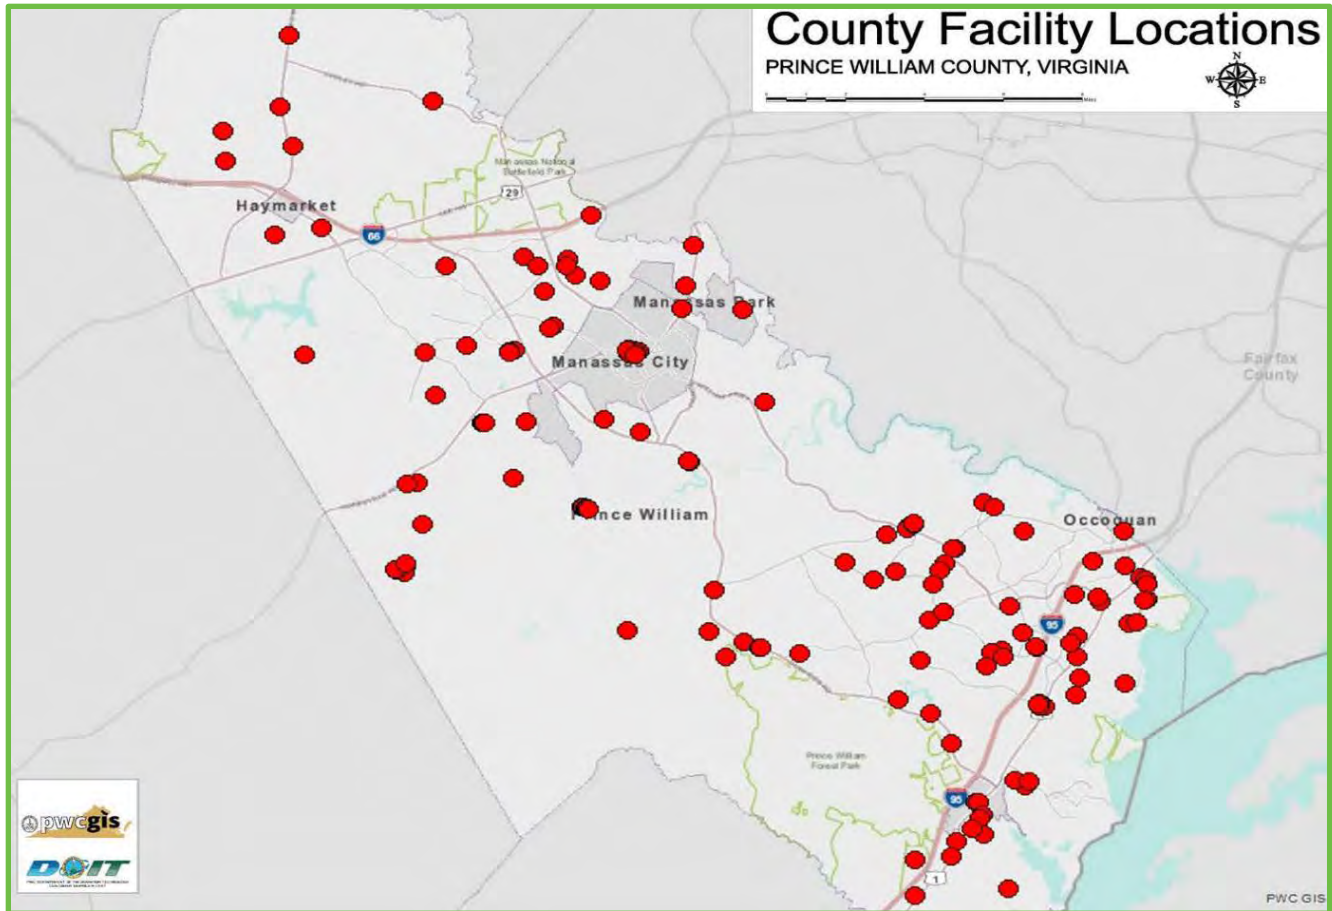 County Facility Locations
PRINCE WILLIAM COUNTY, VIRGINIA
N
W E
S
Miles
Manassas National
Battlefield Park
29
Haymarket
66
Manassas Park
Manassas City
Fairfax
County
Prince William
Occoquan
95
Prince William
Forest Park
95
1
pwcgis
DOIT
PWC GIS